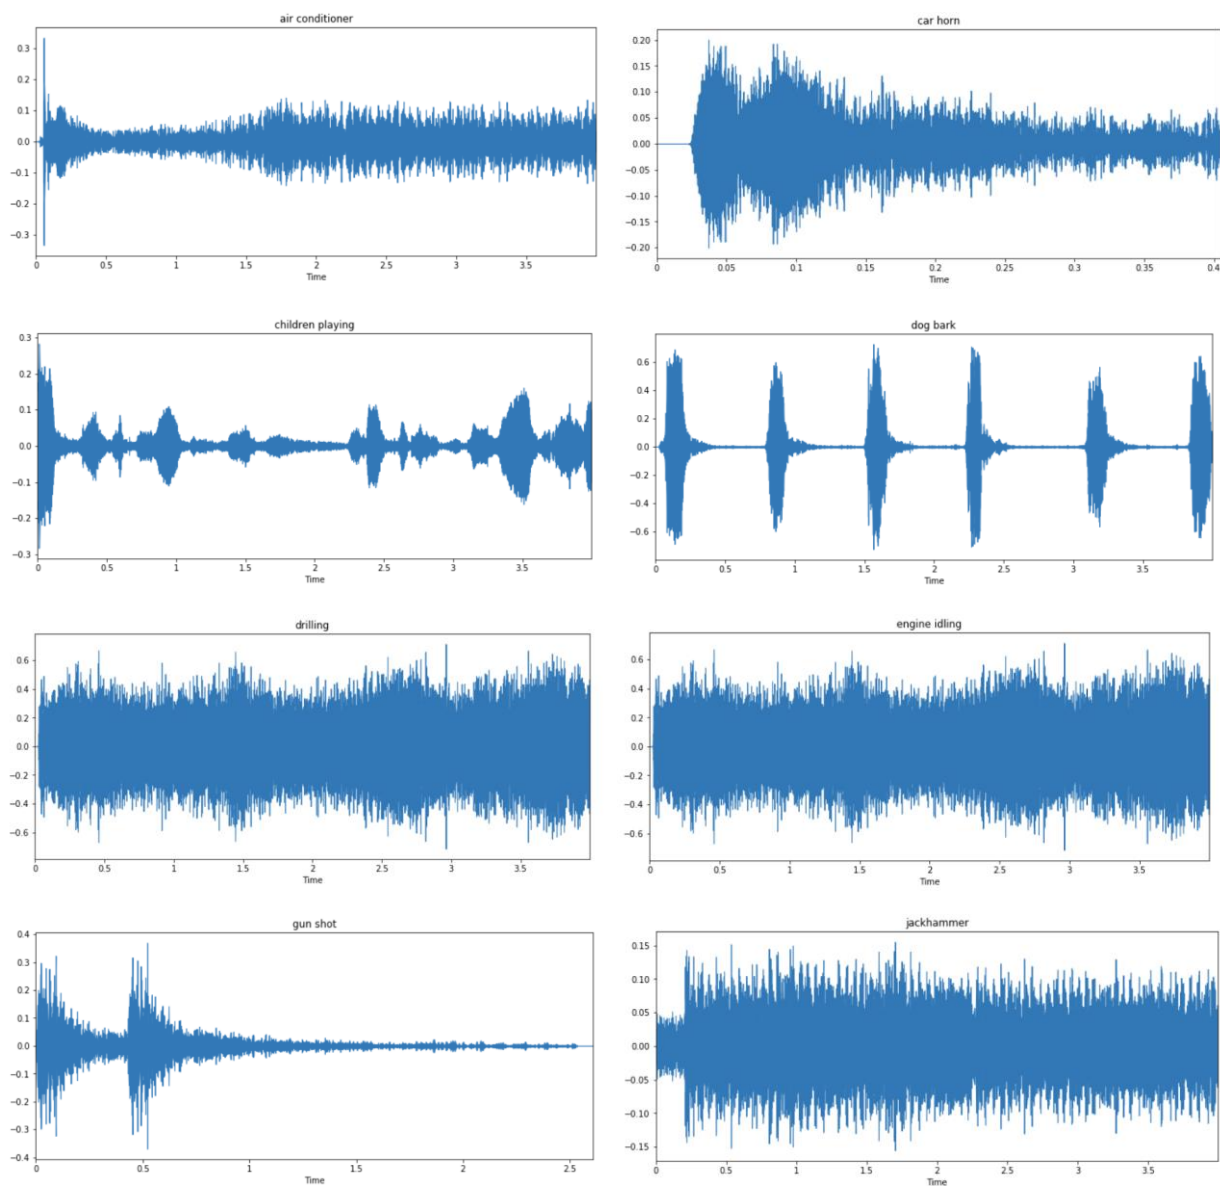 air conditioner
0.3
0.2
0.1
0.0
−0.1
−0.2
−0.3
0 0.5 1 1.5 2 2.5 3 3.5
Time
car horn
0.20
0.15
0.10
0.05
0.00
−0.05
−0.10
−0.15
−0.20
0 0.05 0.1 0.15 0.2 0.25 0.3 0.35 0.4
Time
children playing
0.3
0.2
0.1
0.0
−0.1
−0.2
−0.3
0 0.5 1 1.5 2 2.5 3 3.5
Time
dog bark
0.6
0.4
0.2
0.0
−0.2
−0.4
−0.6
0 0.5 1 1.5 2 2.5 3 3.5
Time
drilling
0.6
0.4
0.2
0.0
−0.2
−0.4
−0.6
0 0.5 1 1.5 2 2.5 3 3.5
Time
engine idling
0.6
0.4
0.2
0.0
−0.2
−0.4
−0.6
0 0.5 1 1.5 2 2.5 3 3.5
Time
gun shot
0.4
0.3
0.2
0.1
0.0
−0.1
−0.2
−0.3
−0.4
0 0.5 1 1.5 2 2.5
Time
jackhammer
0.15
0.10
0.05
0.00
−0.05
−0.10
−0.15
0 0.5 1 1.5 2 2.5 3 3.5
Time